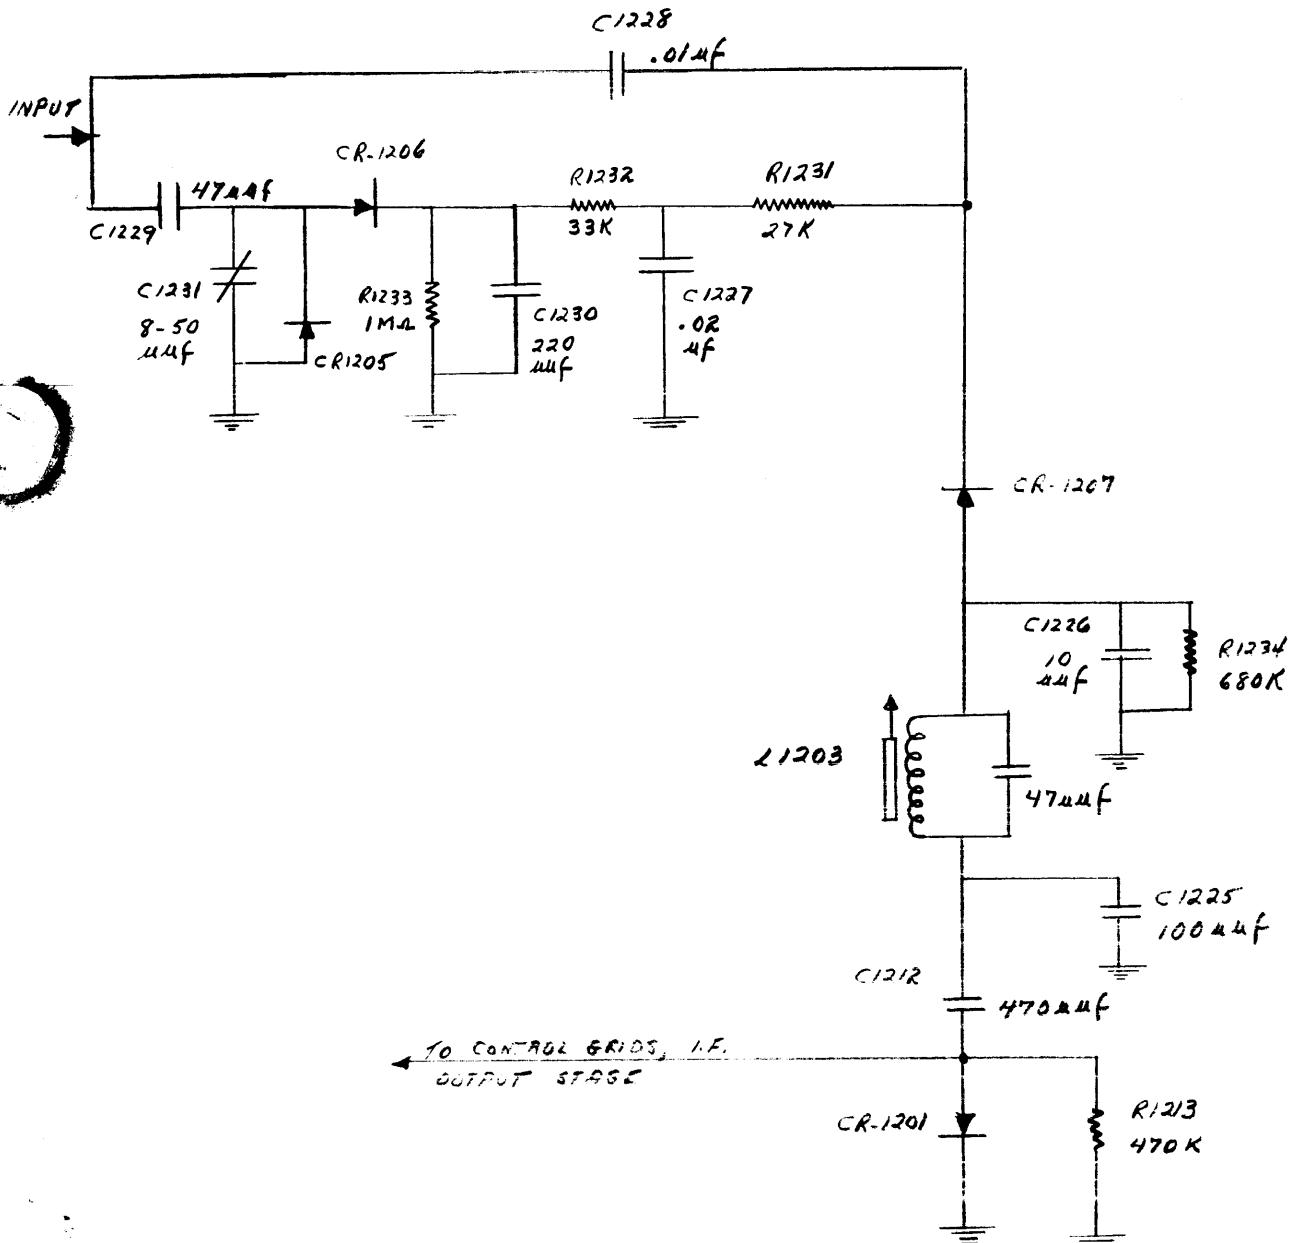 C1228
.01µf
INPUT
CR-1206
47µµf
R1232
R1231
C1229
33K
27K
C1231
8-50
µµf
CR1205
R1233
1MΩ
C1230
220
µµf
C1227
.02
µf
CR-1207
C1226
10
µµf
R1234
680K
L1203
47µµf
C1225
100µµf
C1212
470µµf
TO CONTROL GRIDS, I.F.
OUTPUT STAGE
CR-1201
R1213
470K